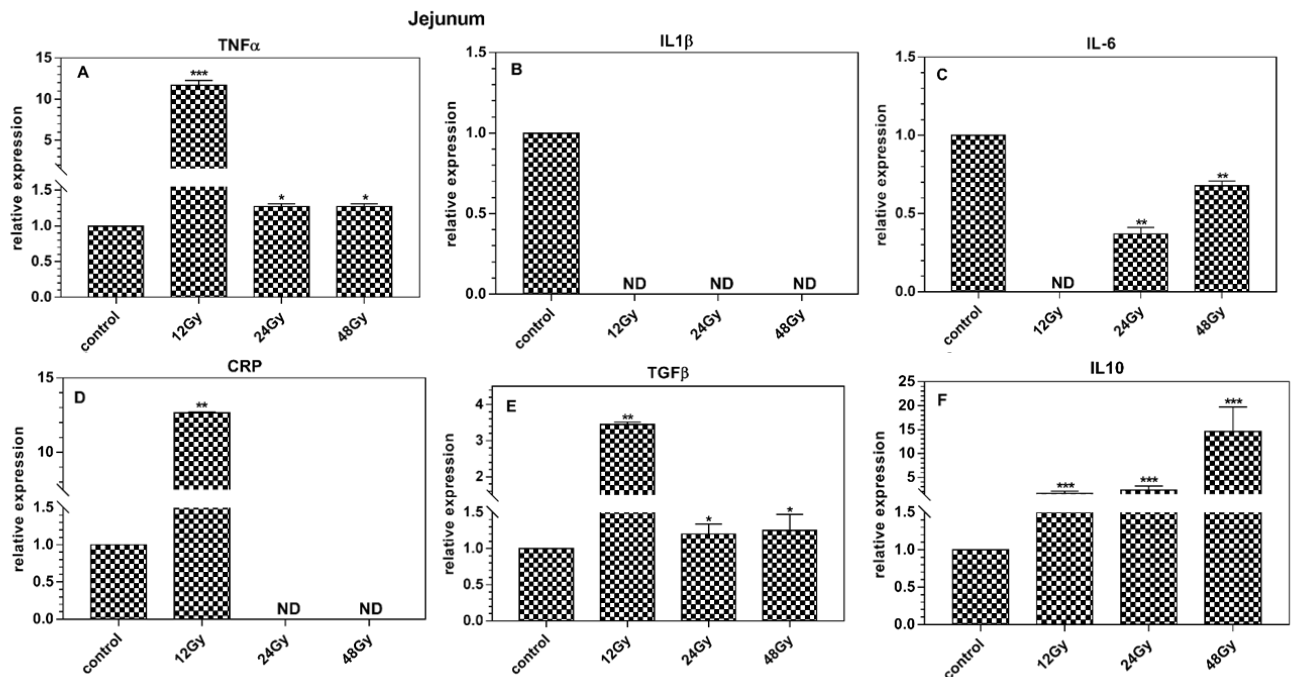 Jejunum
TNFα
A
relative expression
15
10
5
1.5
1.0
0.5
0.0
***
*
*
control
12Gy
24Gy
48Gy
IL1β
B
relative expression
1.5
1.0
0.5
0.0
ND
ND
ND
control
12Gy
24Gy
48Gy
IL-6
C
relative expression
1.5
1.0
0.5
0.0
ND
**
**
control
12Gy
24Gy
48Gy
CRP
D
relative expression
15
10
1.5
1.0
0.5
0.0
**
ND
ND
control
12Gy
24Gy
48Gy
TGFβ
E
relative expression
4
3
2
1.5
1.0
0.5
0.0
**
*
*
control
12Gy
24Gy
48Gy
IL10
F
relative expression
25
20
15
10
5
1.5
1.0
0.5
0.0
***
***
***
control
12Gy
24Gy
48Gy